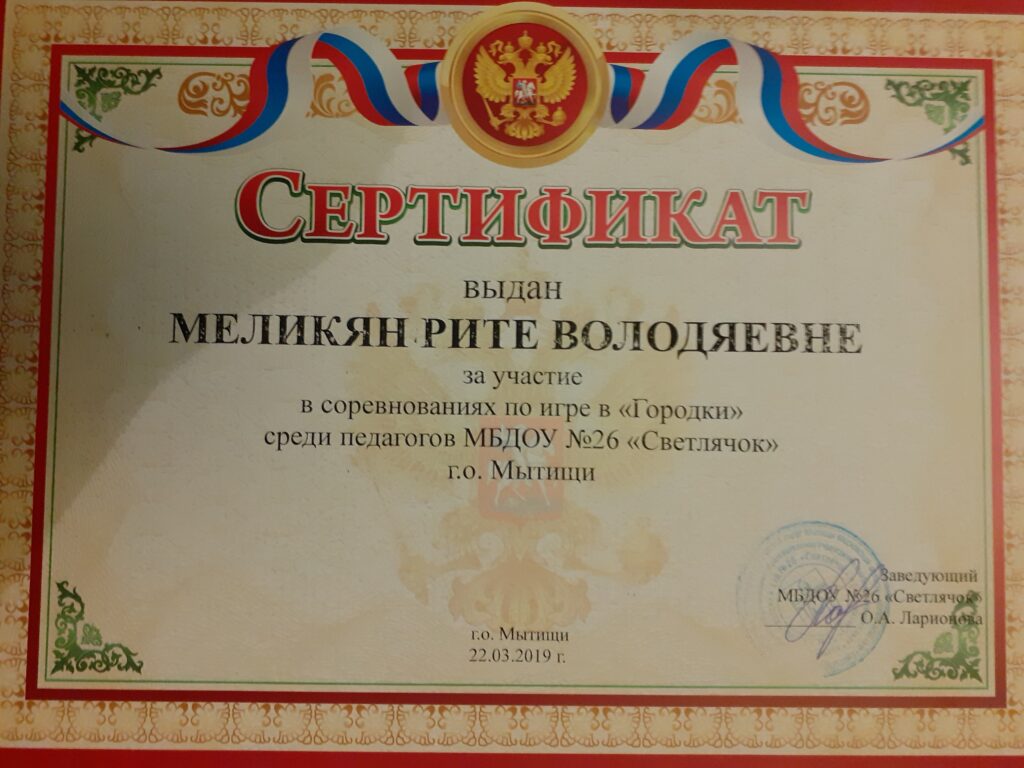 СЕРТИФИКАТ
выдан
МЕЛИКЯН РИТЕ ВОЛОДЯЕВНЕ
за участие
в соревнованиях по игре в «Городки»
среди педагогов МБДОУ №26 «Светлячок»
г.о. Мытищи
Заведующий
МБДОУ №26 «Светлячок»
О.А. Ларионова
г.о. Мытищи
22.03.2019 г.